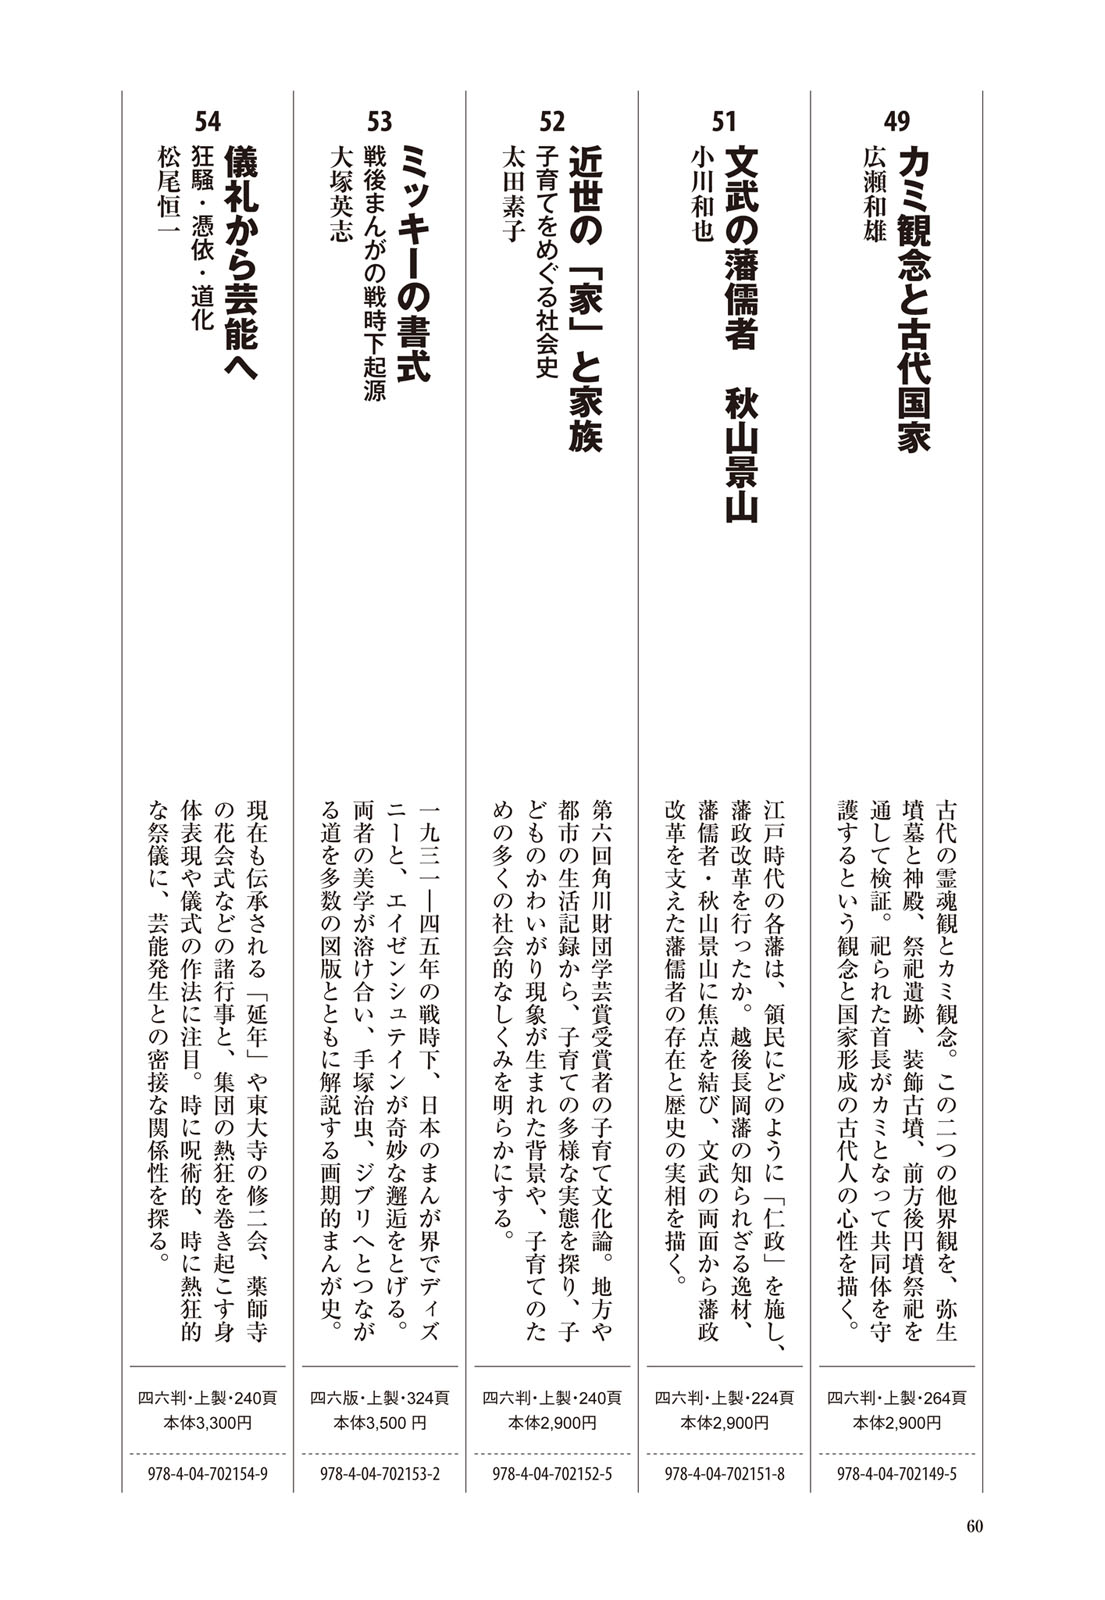 49
カミ観念と古代国家
広瀬和雄
古代の霊魂観とカミ観念。この二つの他界観を、弥生
墳墓と神殿、祭祀遺跡、装飾古墳、前方後円墳祭祀を
通して検証。祀られた首長がカミとなって共同体を守
護するという観念と国家形成の古代人の心性を描く。
四六判・上製・264頁
本体2,900円
978-4-04-702149-5
51
文武の藩儒者　秋山景山
小川和也
江戸時代の各藩は、領民にどのように「仁政」を施し、
藩政改革を行ったか。越後長岡藩の知られざる逸材、
藩儒者・秋山景山に焦点を結び、文武の両面から藩政
改革を支えた藩儒者の存在と歴史の実相を描く。
四六判・上製・224頁
本体2,900円
978-4-04-702151-8
52
近世の「家」と家族
子育てをめぐる社会史
太田素子
第六回角川財団学芸賞受賞者の子育て文化論。地方や
都市の生活記録から、子育ての多様な実態を探り、子
どものかわいがり現象が生まれた背景や、子育てのた
めの多くの社会的なしくみを明らかにする。
四六判・上製・240頁
本体2,900円
978-4-04-702152-5
53
ミッキーの書式
戦後まんがの戦時下起源
大塚英志
一九三一―四五年の戦時下、日本のまんが界でディズ
ニーと、エイゼンシュテインが奇妙な邂逅をとげる。
両者の美学が溶け合い、手塚治虫、ジブリへとつなが
る道を多数の図版とともに解説する画期的まんが史。
四六版・上製・324頁
本体3,500 円
978-4-04-702153-2
54
儀礼から芸能へ
狂騒・憑依・道化
松尾恒一
現在も伝承される「延年」や東大寺の修二会、薬師寺
の花会式などの諸行事と、集団の熱狂を巻き起こす身
体表現や儀式の作法に注目。時に呪術的、時に熱狂的
な祭儀に、芸能発生との密接な関係性を探る。
四六判・上製・240頁
本体3,300円
978-4-04-702154-9
60